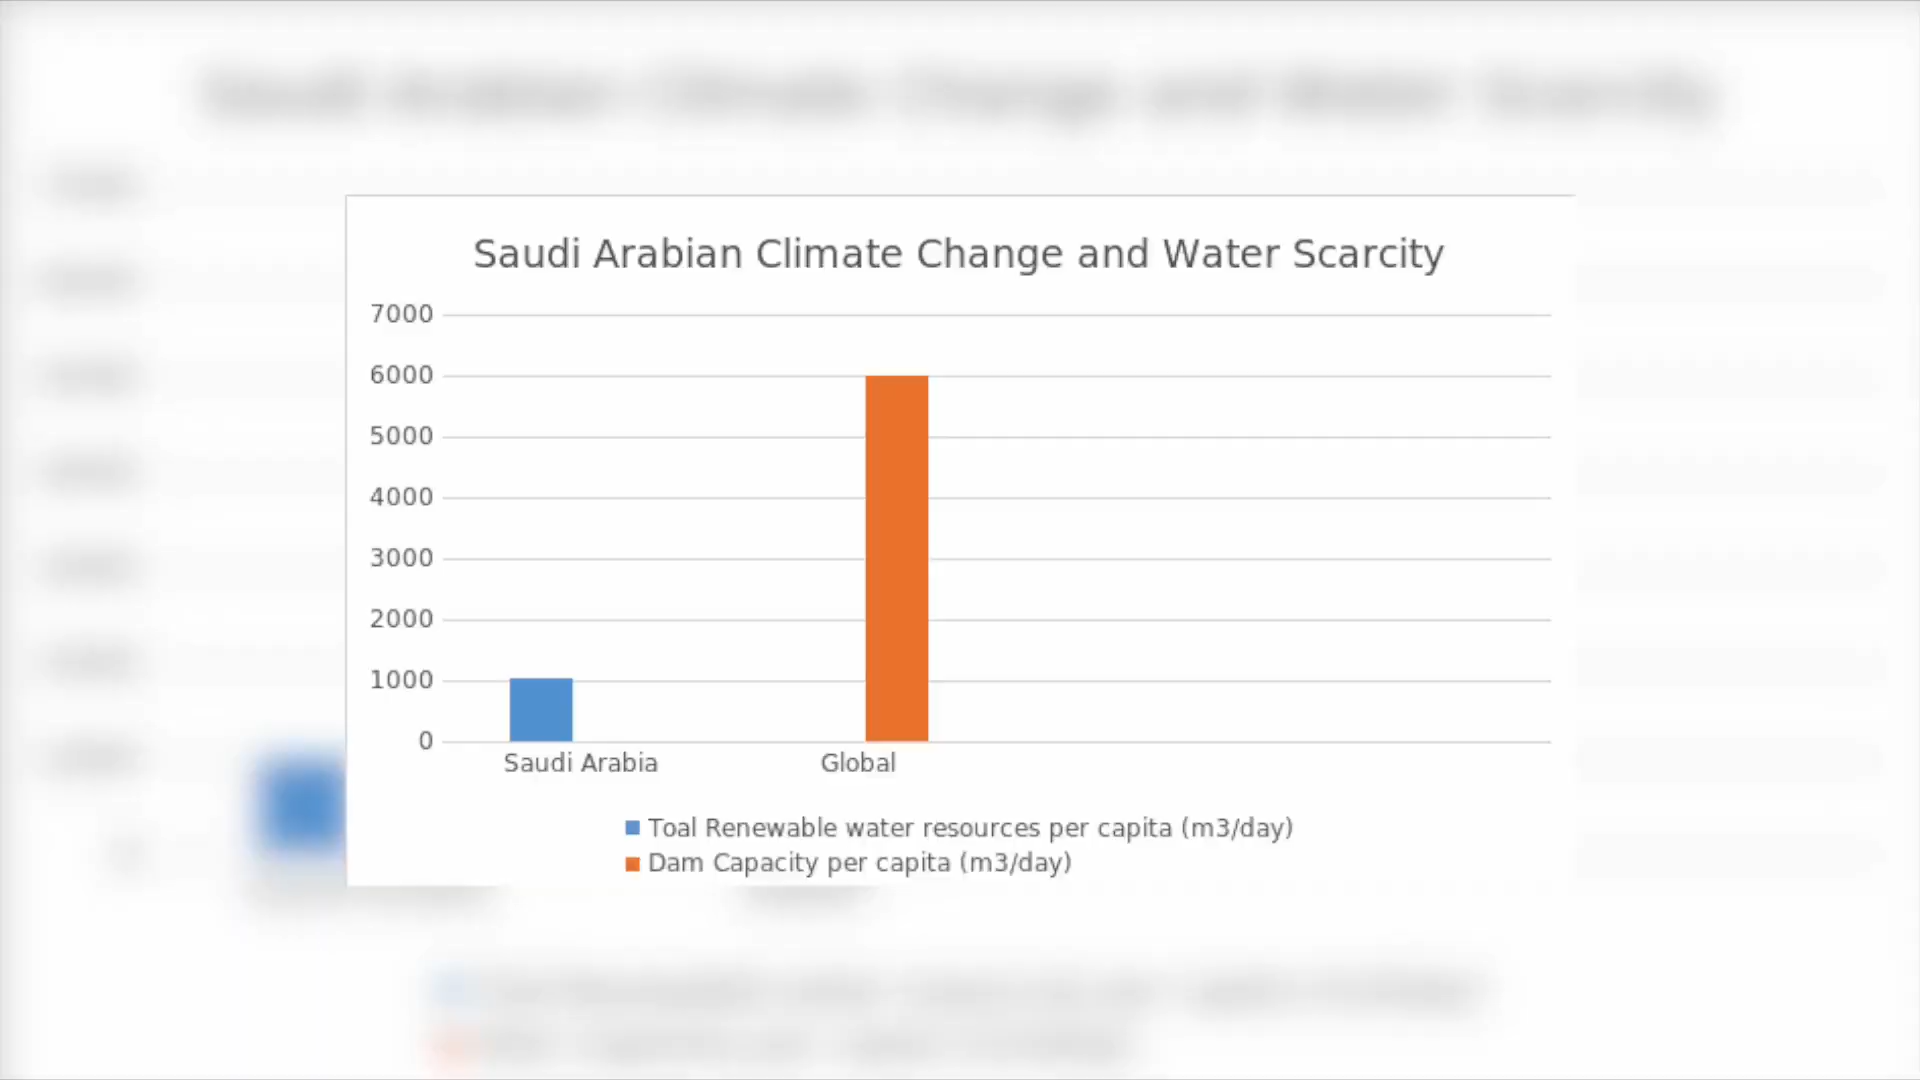 Saudi Arabian Climate Change and Water Scarcity
7000
6000
5000
4000
3000
2000
1000
0
Saudi Arabia Global
Toal Renewable water resources per capita (m3/day)
Dam Capacity per capita (m3/day)